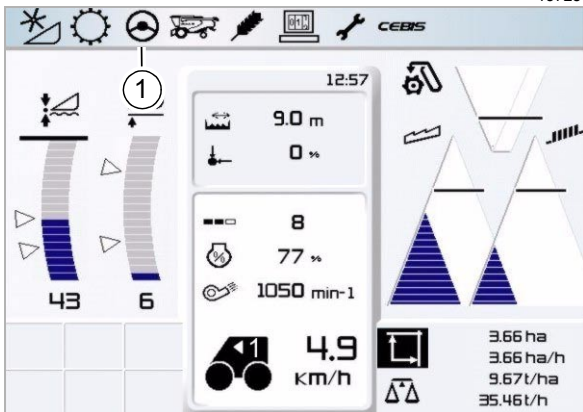 CEBIS
1
12:57
9.0 m
0 %
8
77 %
1050 min-1
1
4.9
km/h
43
6
3.66 ha
3.66 ha/h
9.67 t/ha
35.46 t/h